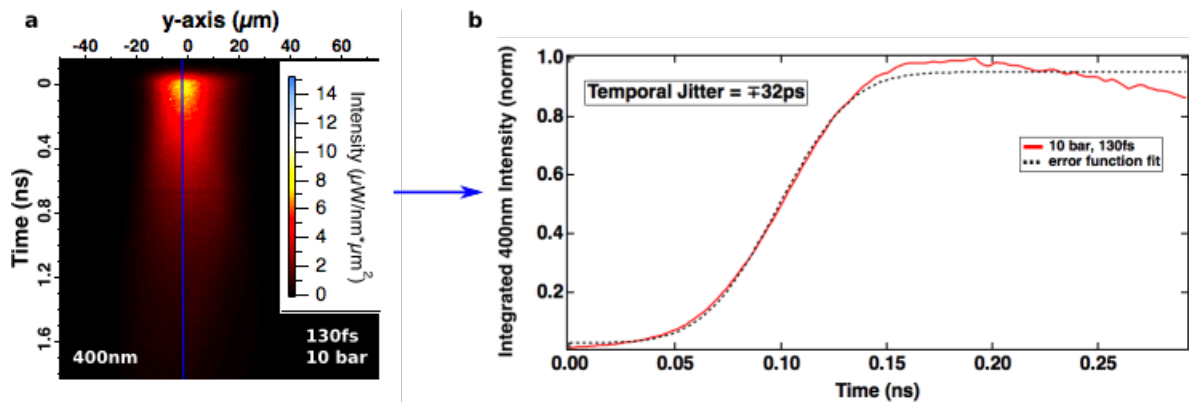 a
y-axis (μm)
-40 -20 0 20 40 60
Time (ns)
0
0.4
0.8
1.2
1.6
14
12
10
8
6
4
2
0
Intensity (μW/nm*μm²)
400nm
130fs
10 bar
b
Integrated 400nm Intensity (norm)
1.0
0.8
0.6
0.4
0.2
Temporal Jitter = ∓32ps
10 bar, 130fs
error function fit
0.00 0.05 0.10 0.15 0.20 0.25
Time (ns)